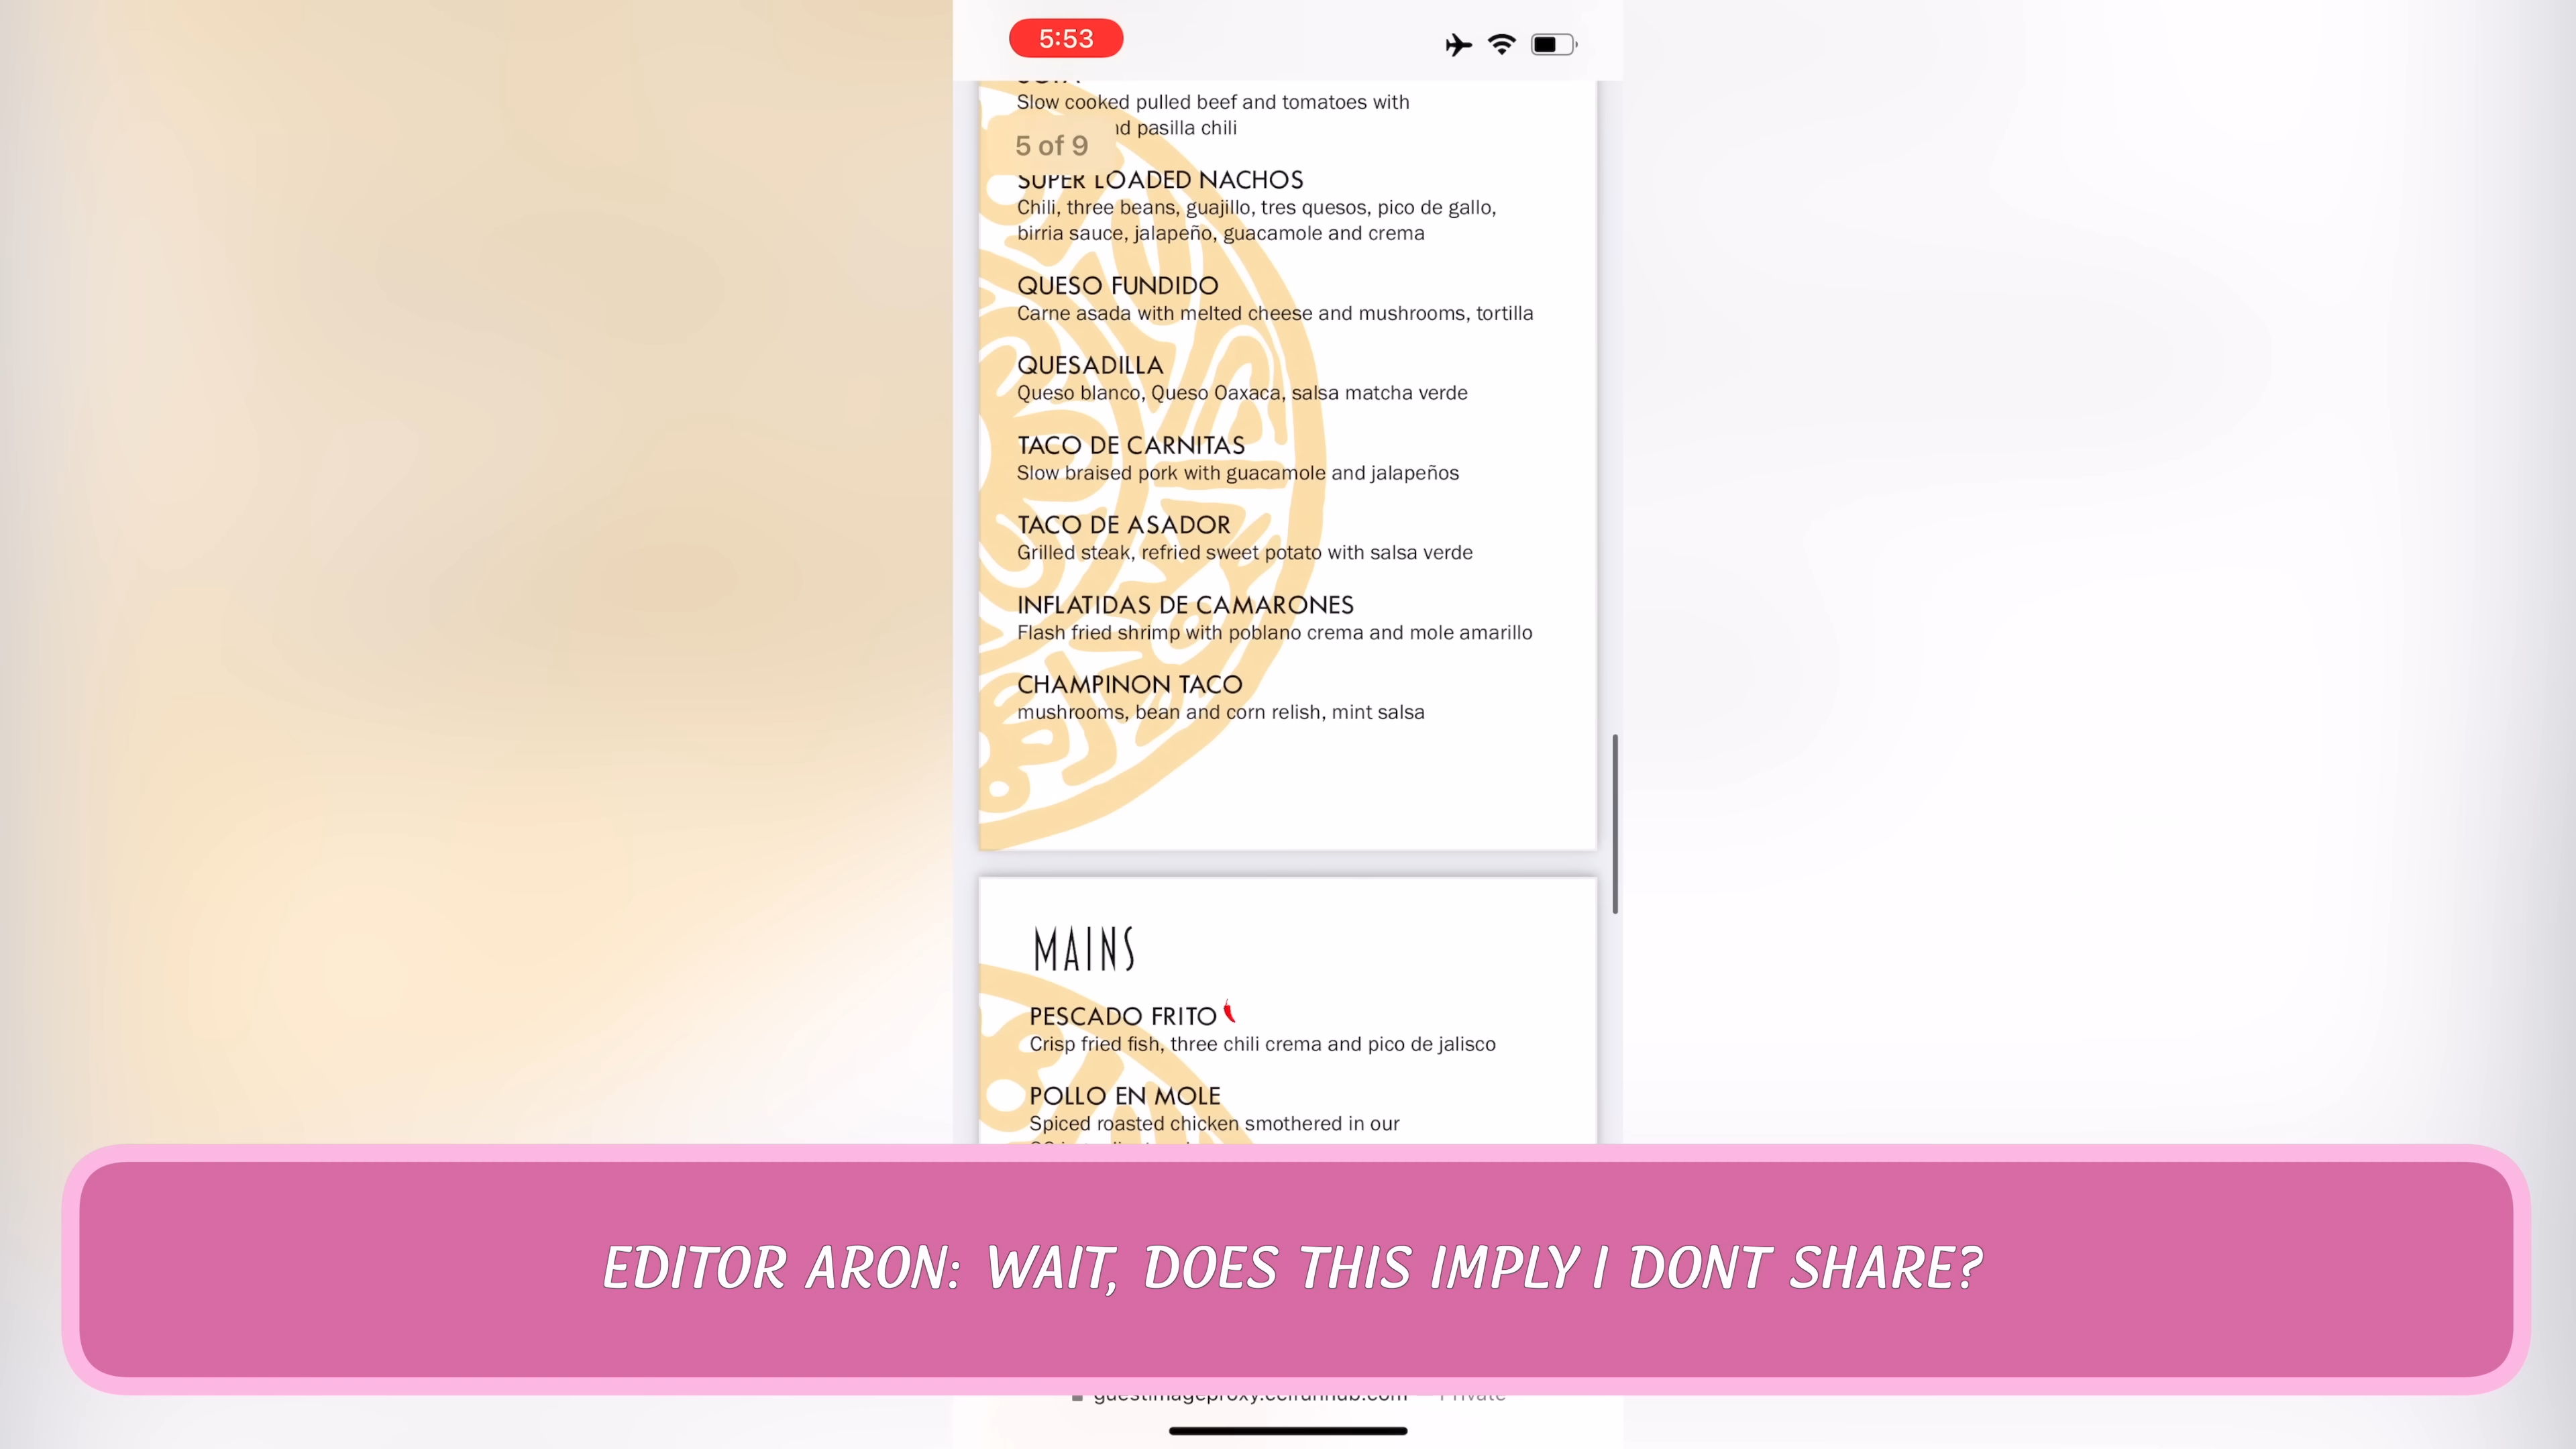 5:53
Slow cooked pulled beef and tomatoes with
pasilla chili
5 of 9
SUPER LOADED NACHOS
Chili, three beans, guajillo, tres quesos, pico de gallo,
birria sauce, jalapeño, guacamole and crema
QUESO FUNDIDO
Carne asada with melted cheese and mushrooms, tortilla
QUESADILLA
Queso blanco, Queso Oaxaca, salsa matcha verde
TACO DE CARNITAS
Slow braised pork with guacamole and jalapeños
TACO DE ASADOR
Grilled steak, refried sweet potato with salsa verde
INFLATIDAS DE CAMARONES
Flash fried shrimp with poblano crema and mole amarillo
CHAMPINON TACO
mushrooms, bean and corn relish, mint salsa
MAINS
PESCADO FRITO
Crisp fried fish, three chili crema and pico de jalisco
POLLO EN MOLE
Spiced roasted chicken smothered in our
EDITOR ARON: WAIT, DOES THIS IMPLY I DONT SHARE?